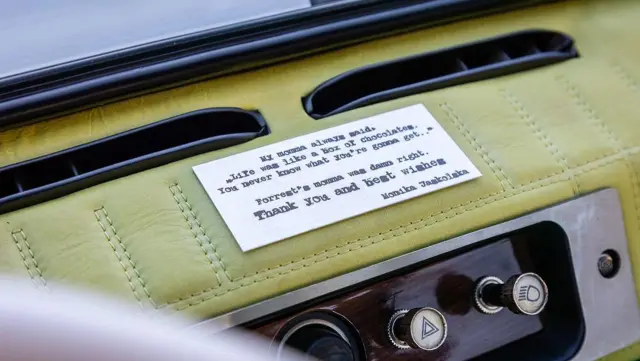 My momma always said,
„Life was like a box of chocolates.
You never know what you're gonna get.."
Forrest's momma was damn right.
Thank you and best wishes
Monika Jaskolska